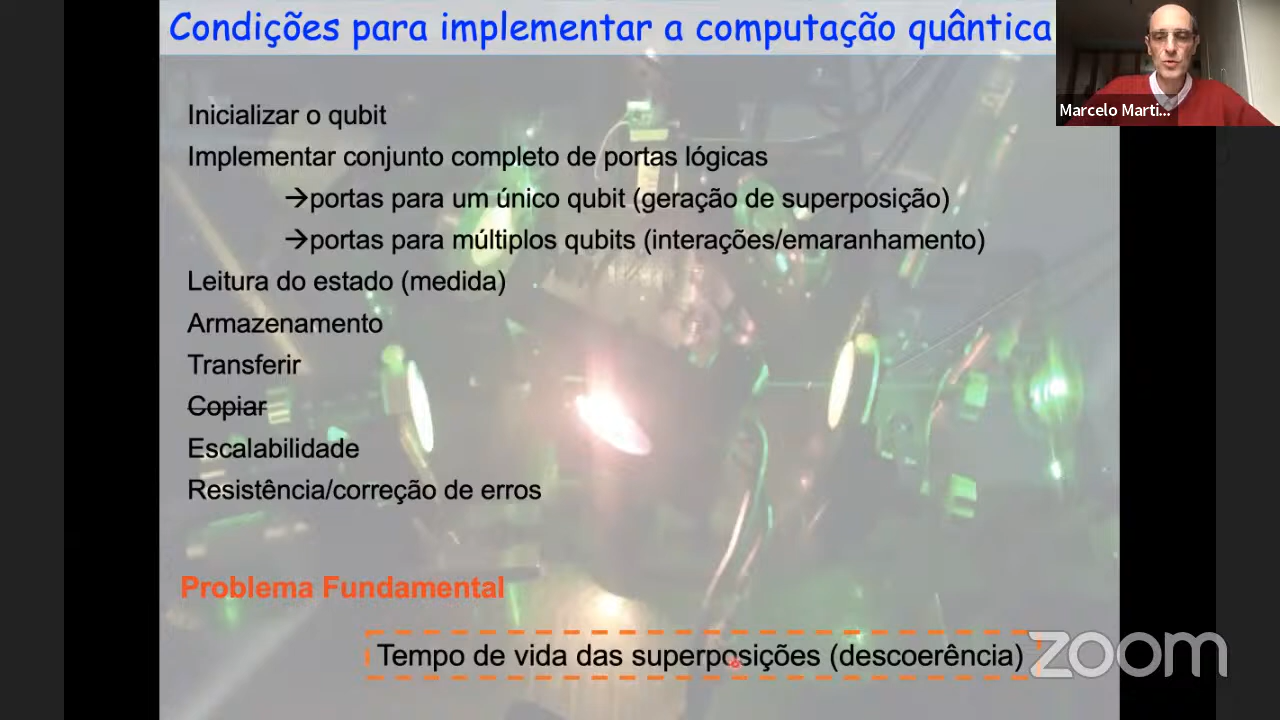 Condições para implementar a computação quântica
Marcelo Marti...
Inicializar o qubit
Implementar conjunto completo de portas lógicas
→portas para um único qubit (geração de superposição)
→portas para múltiplos qubits (interações/emaranhamento)
Leitura do estado (medida)
Armazenamento
Transferir
Copiar
Escalabilidade
Resistência/correção de erros
Problema Fundamental
Tempo de vida das superposições (descoerência)
zoom